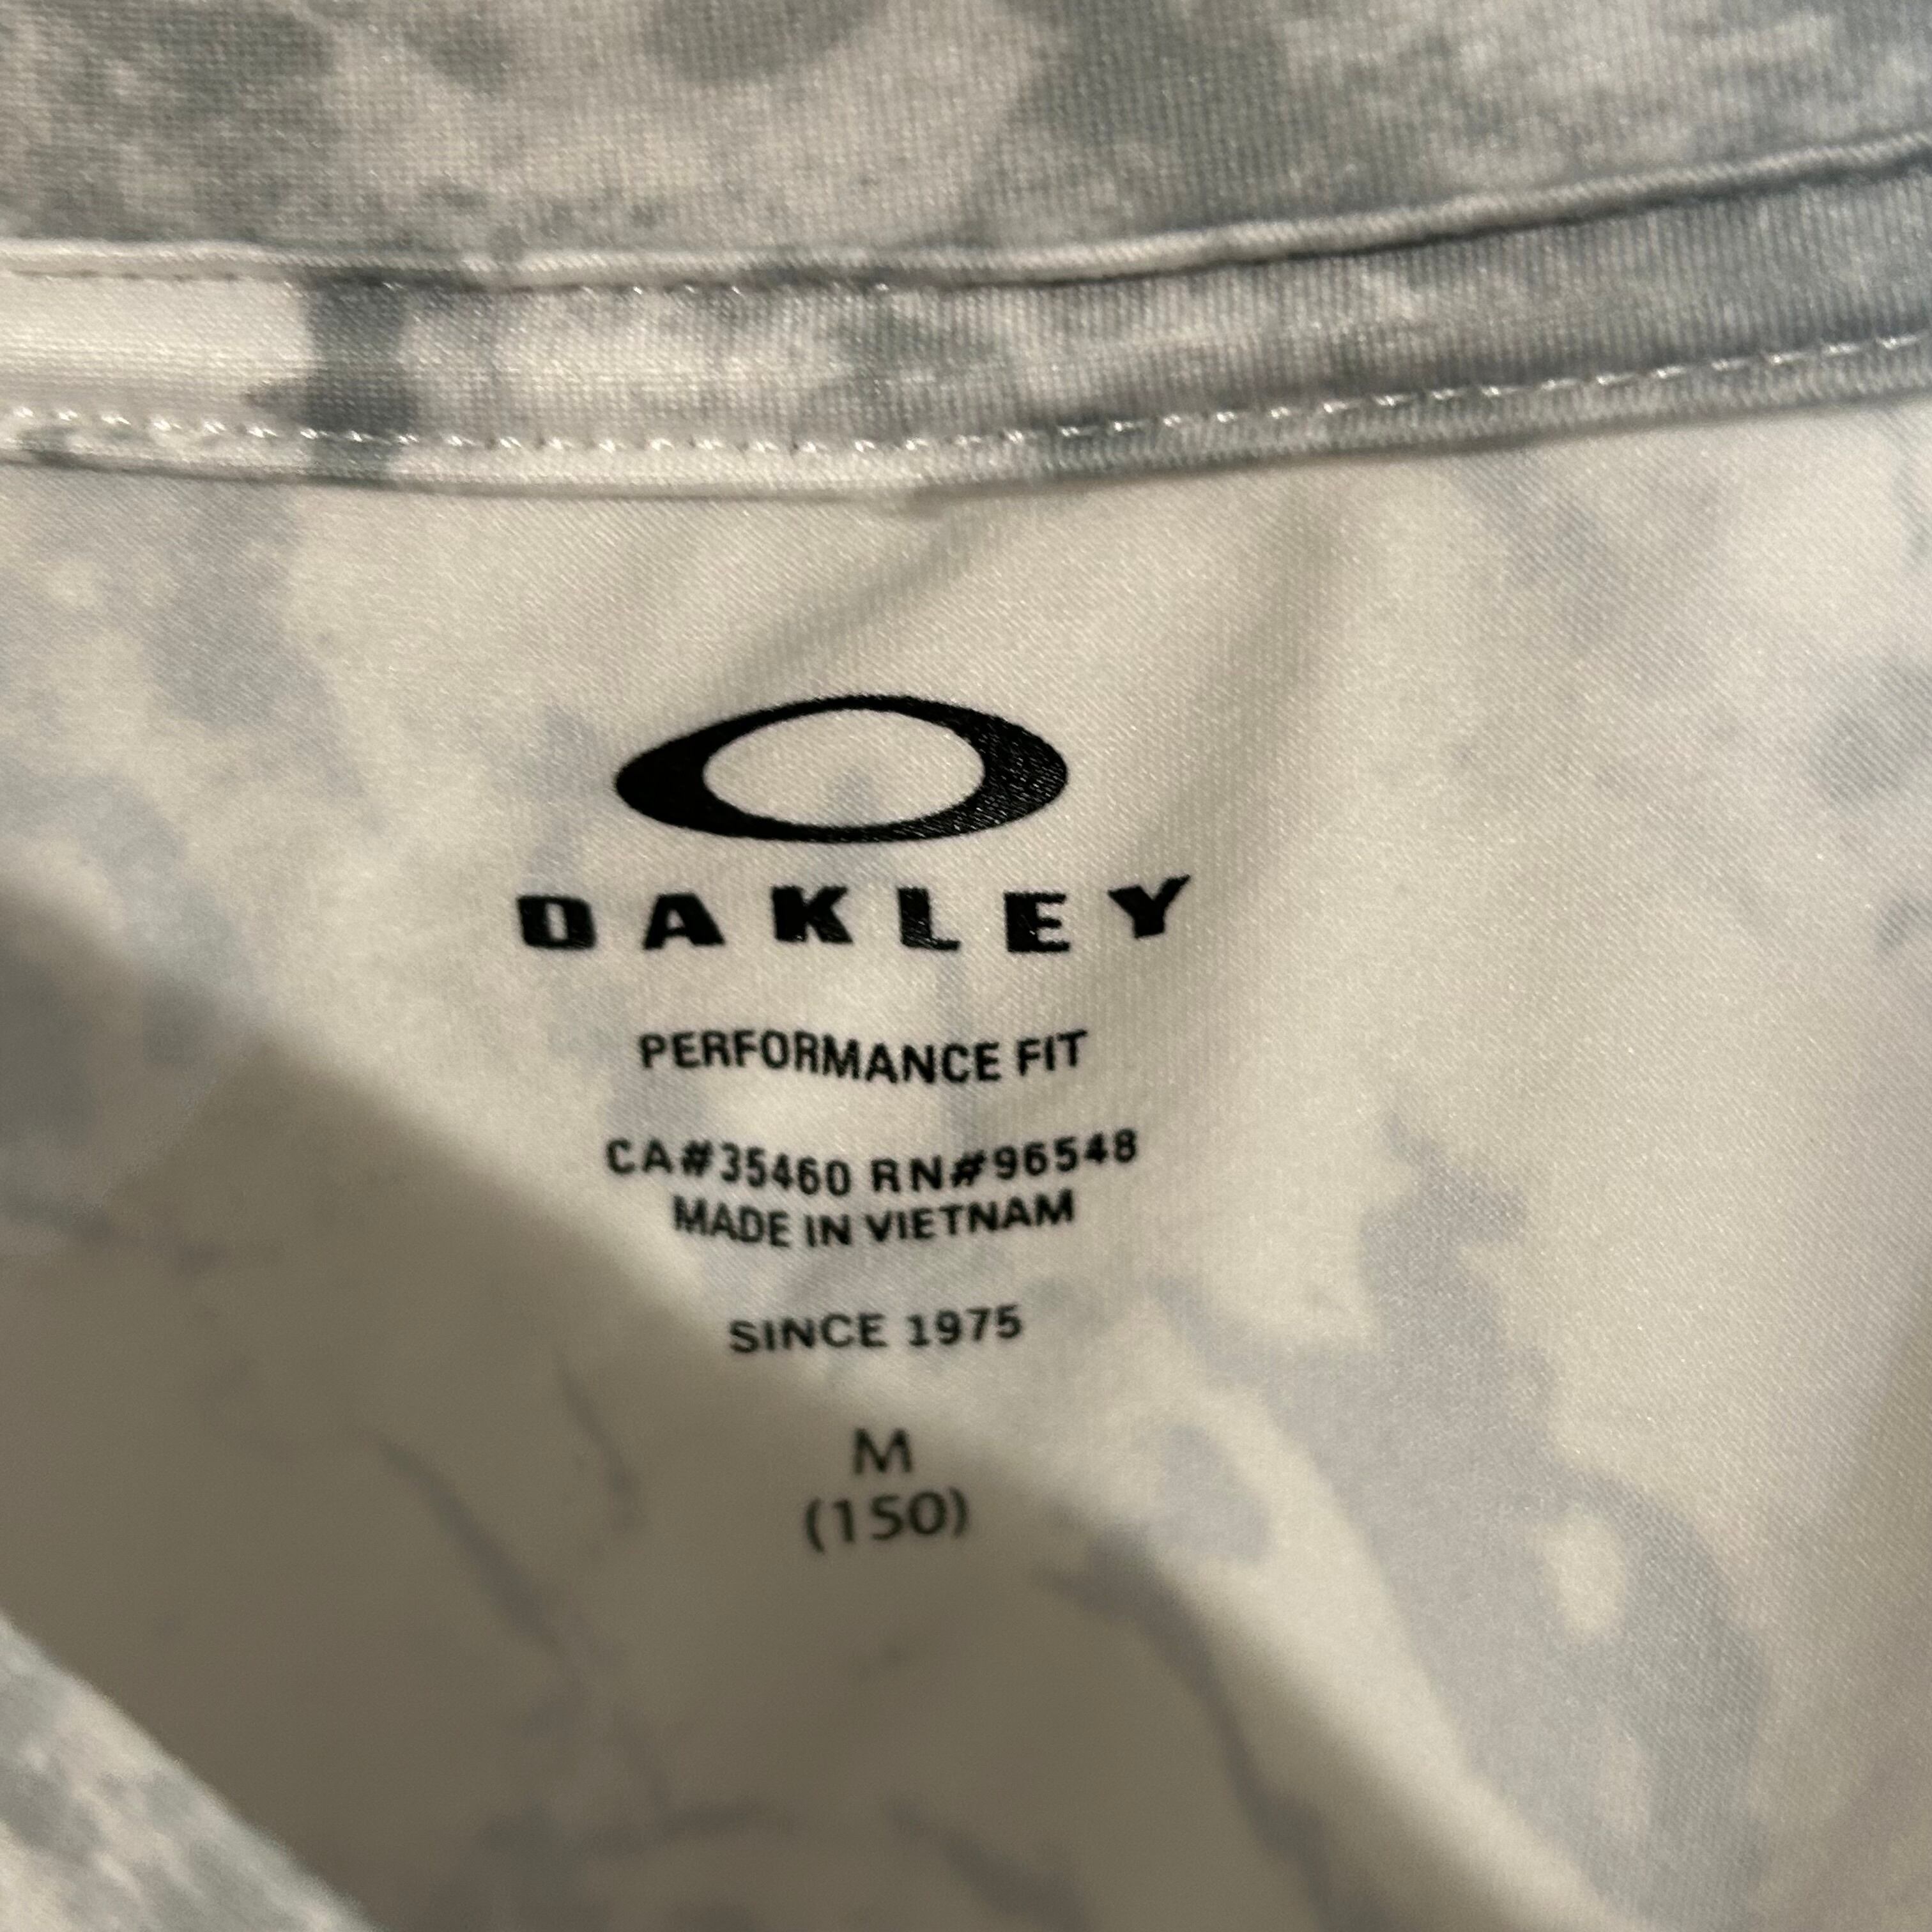 OAKLEY
PERFORMANCE FIT
CA#35460 RN#96548
MADE IN VIETNAM
SINCE 1975
M
(150)